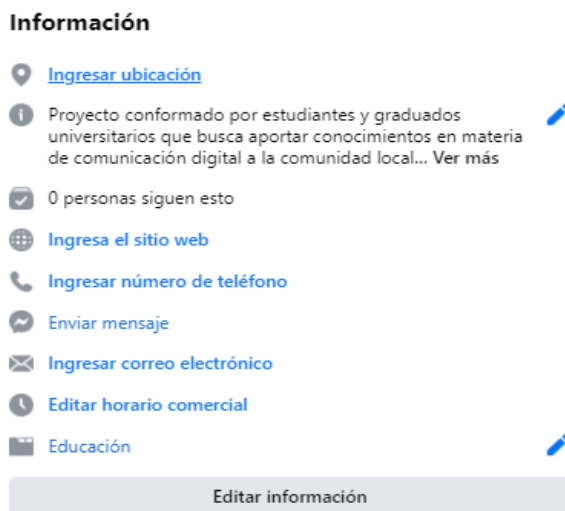 Información
Ingresar ubicación
Proyecto conformado por estudiantes y graduados
universitarios que busca aportar conocimientos en materia
de comunicación digital a la comunidad local... Ver más
0 personas siguen esto
Ingresa el sitio web
Ingresar número de teléfono
Enviar mensaje
Ingresar correo electrónico
Editar horario comercial
Educación
Editar información